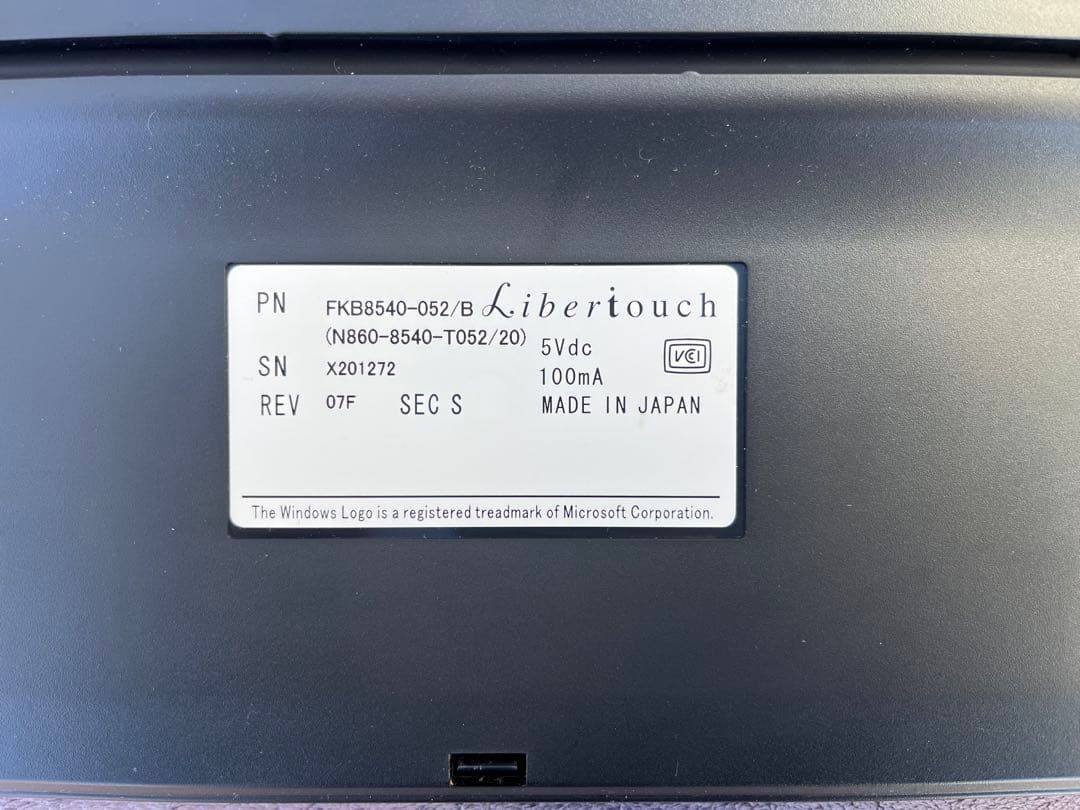 PN FKB8540-052/B Libertouch
(N860-8540-T052/20) 5Vdc
VCCI
SN X201272 100mA
REV 07F SEC S MADE IN JAPAN
The Windows Logo is a registered treadmark of Microsoft Corporation.